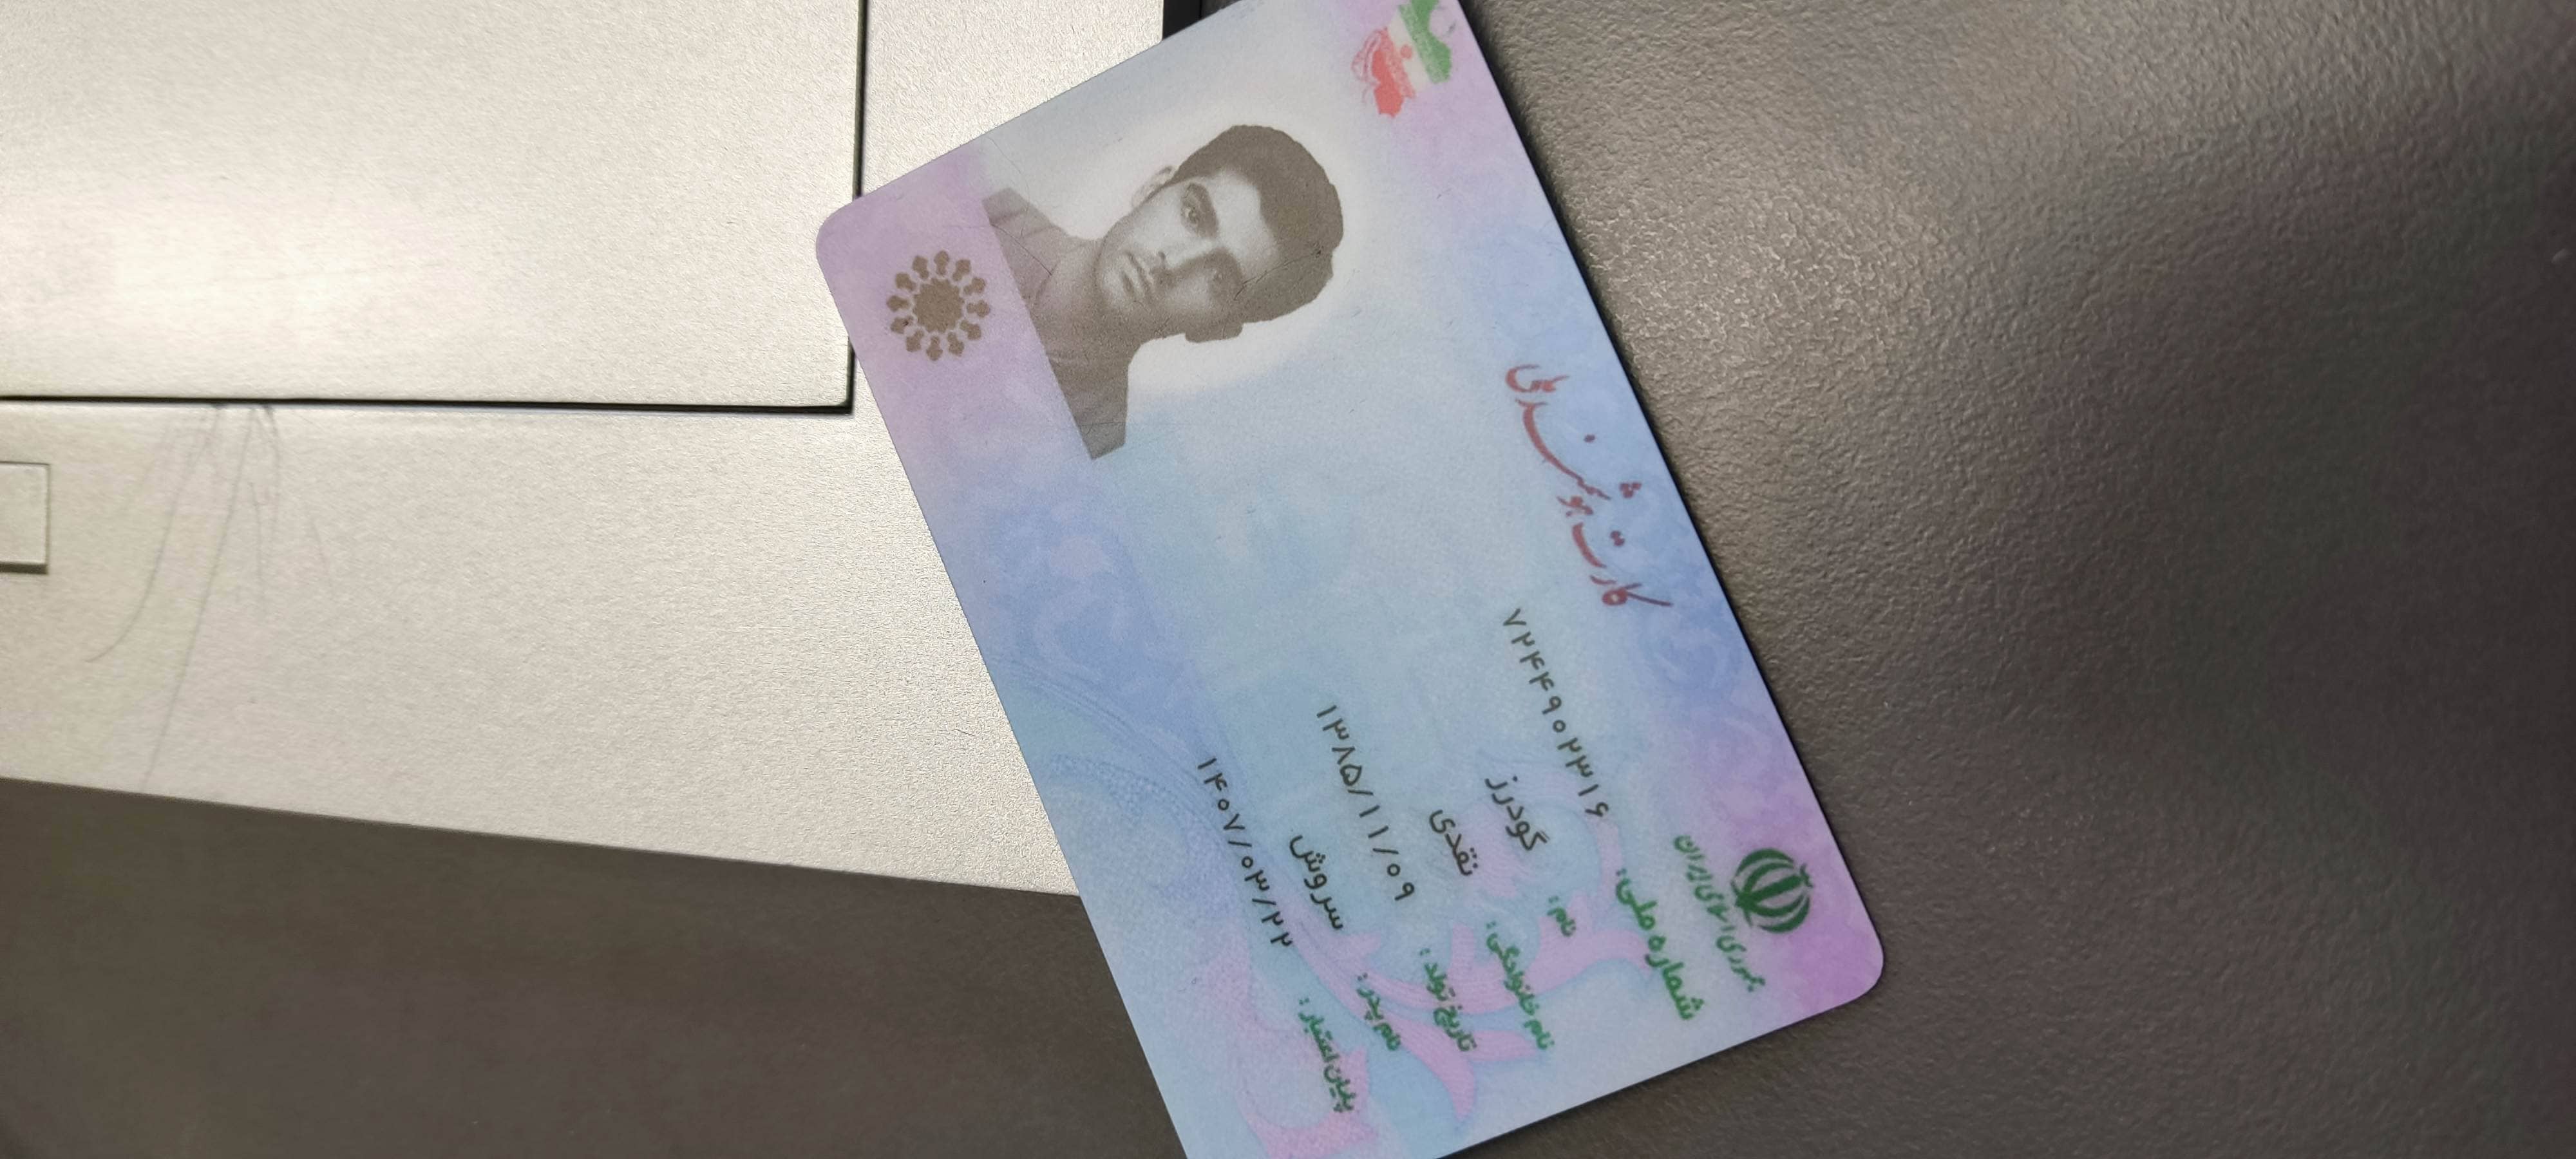 جمهوری اسلامی ایران
کارت هوشمند ملی
شماره ملی: ۷۲۴۴۹۰۲۳۱۶
نام: گودرز
نام خانوادگی: نقدی
تاریخ تولد: ۱۳۸۵/۱۱/۰۹
نام پدر: سروش
پایان اعتبار: ۱۴۰۷/۰۳/۲۲